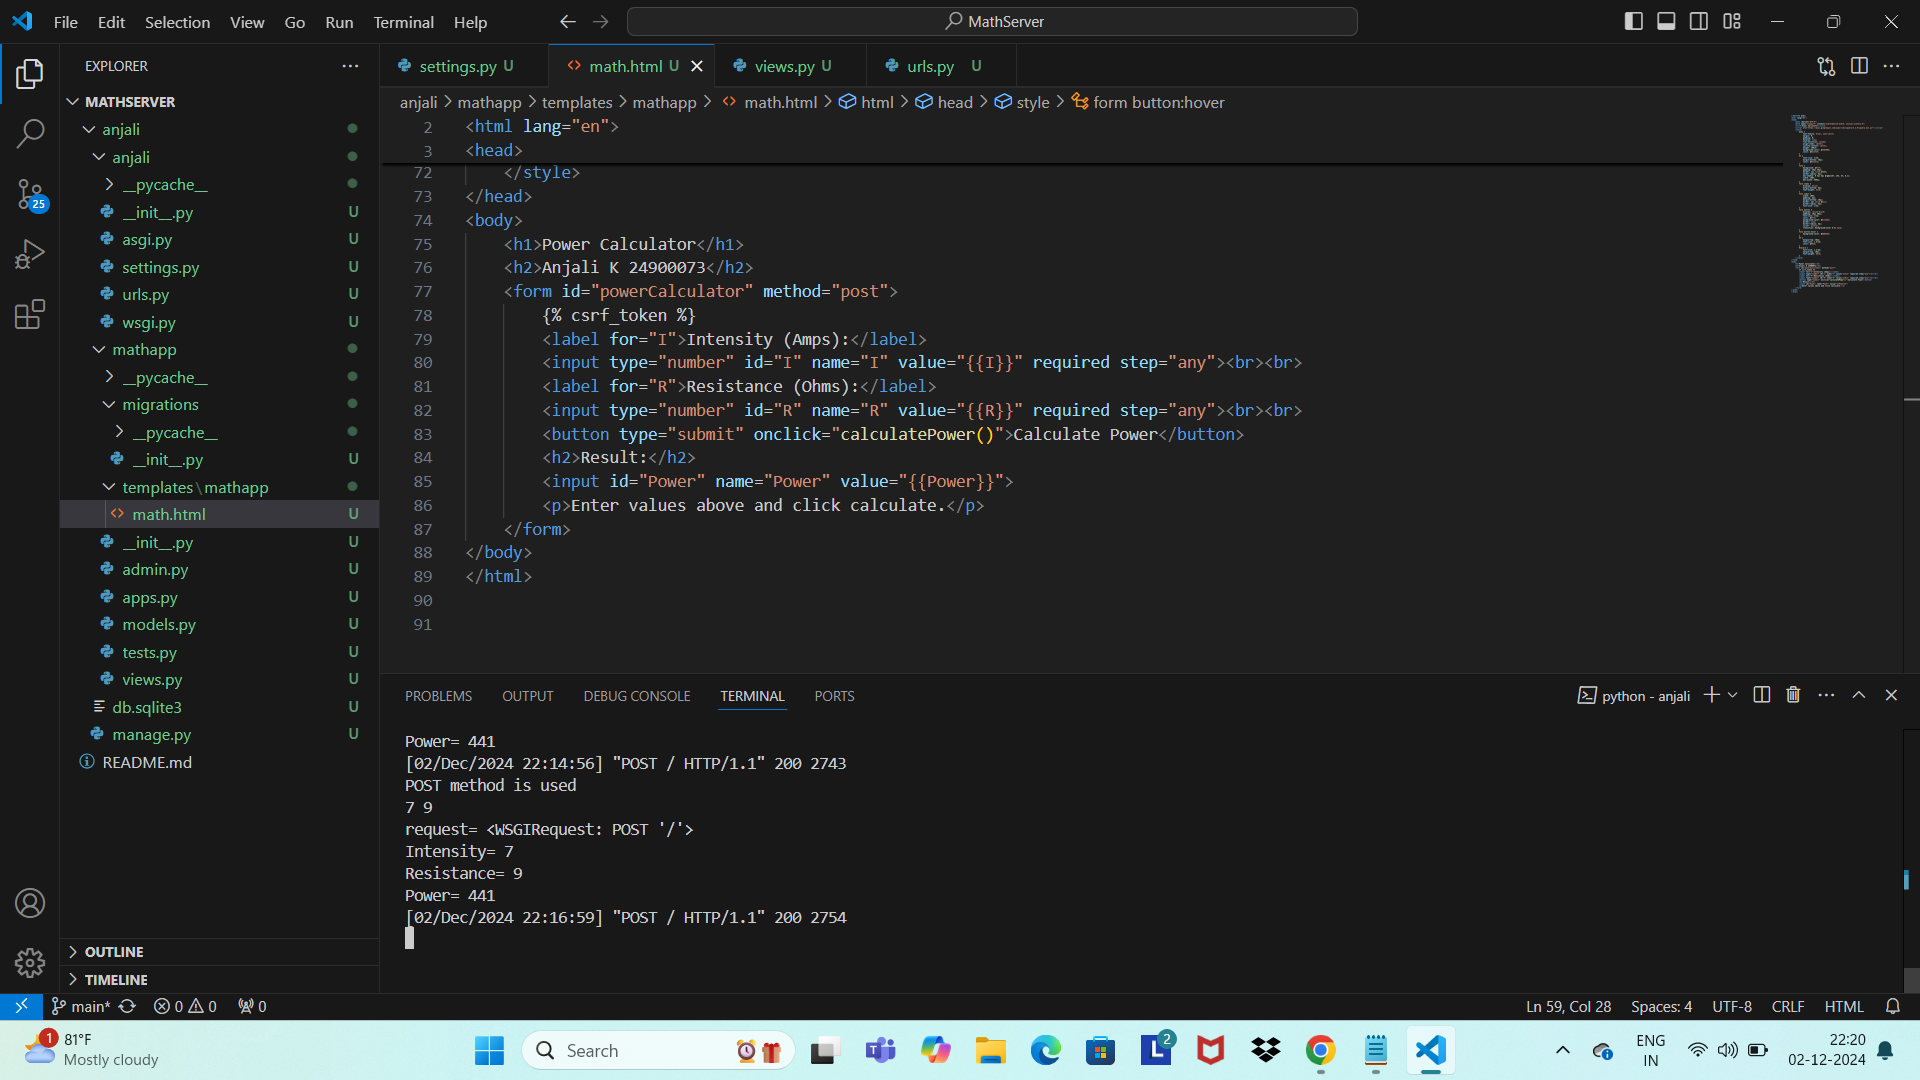 File Edit Selection View Go Run Terminal Help
MathServer
EXPLORER
MATHSERVER
anjali
anjali
__pycache__
__init__.py U
asgi.py U
settings.py U
urls.py U
wsgi.py U
mathapp
__pycache__
migrations
__pycache__
__init__.py U
templates\mathapp
math.html U
__init__.py U
admin.py U
apps.py U
models.py U
tests.py U
views.py U
db.sqlite3 U
manage.py U
README.md
OUTLINE
TIMELINE
25
settings.py U math.html U views.py U urls.py U
anjali > mathapp > templates > mathapp > math.html > html > head > style > form button:hover
2 <html lang="en">
3 <head>
72 </style>
73 </head>
74 <body>
75 <h1>Power Calculator</h1>
76 <h2>Anjali K 24900073</h2>
77 <form id="powerCalculator" method="post">
78 {% csrf_token %}
79 <label for="I">Intensity (Amps):</label>
80 <input type="number" id="I" name="I" value="{{I}}" required step="any"><br><br>
81 <label for="R">Resistance (Ohms):</label>
82 <input type="number" id="R" name="R" value="{{R}}" required step="any"><br><br>
83 <button type="submit" onclick="calculatePower()">Calculate Power</button>
84 <h2>Result:</h2>
85 <input id="Power" name="Power" value="{{Power}}">
86 <p>Enter values above and click calculate.</p>
87 </form>
88 </body>
89 </html>
90
91
PROBLEMS OUTPUT DEBUG CONSOLE TERMINAL PORTS
python - anjali
Power= 441
[02/Dec/2024 22:14:56] "POST / HTTP/1.1" 200 2743
POST method is used
7 9
request= <WSGIRequest: POST '/'>
Intensity= 7
Resistance= 9
Power= 441
[02/Dec/2024 22:16:59] "POST / HTTP/1.1" 200 2754
main* 0 0 0
Ln 59, Col 28 Spaces: 4 UTF-8 CRLF HTML
1
81°F
Mostly cloudy
Search
2
ENG
IN
22:20
02-12-2024